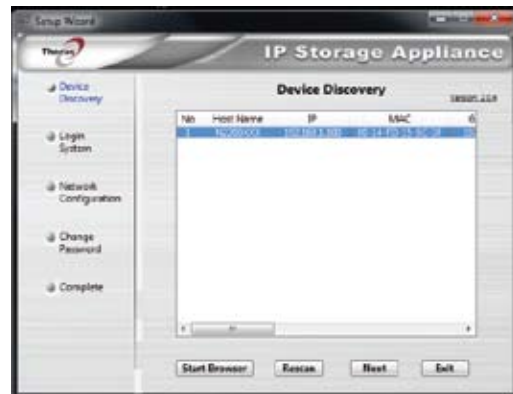 Setup Wizard
Thecus
IP Storage Appliance
Device Discovery
Device Discovery
Login System
Network Configuration
Change Password
Complete
No Host Name IP MAC
1
Start Browser Rescan Next Exit